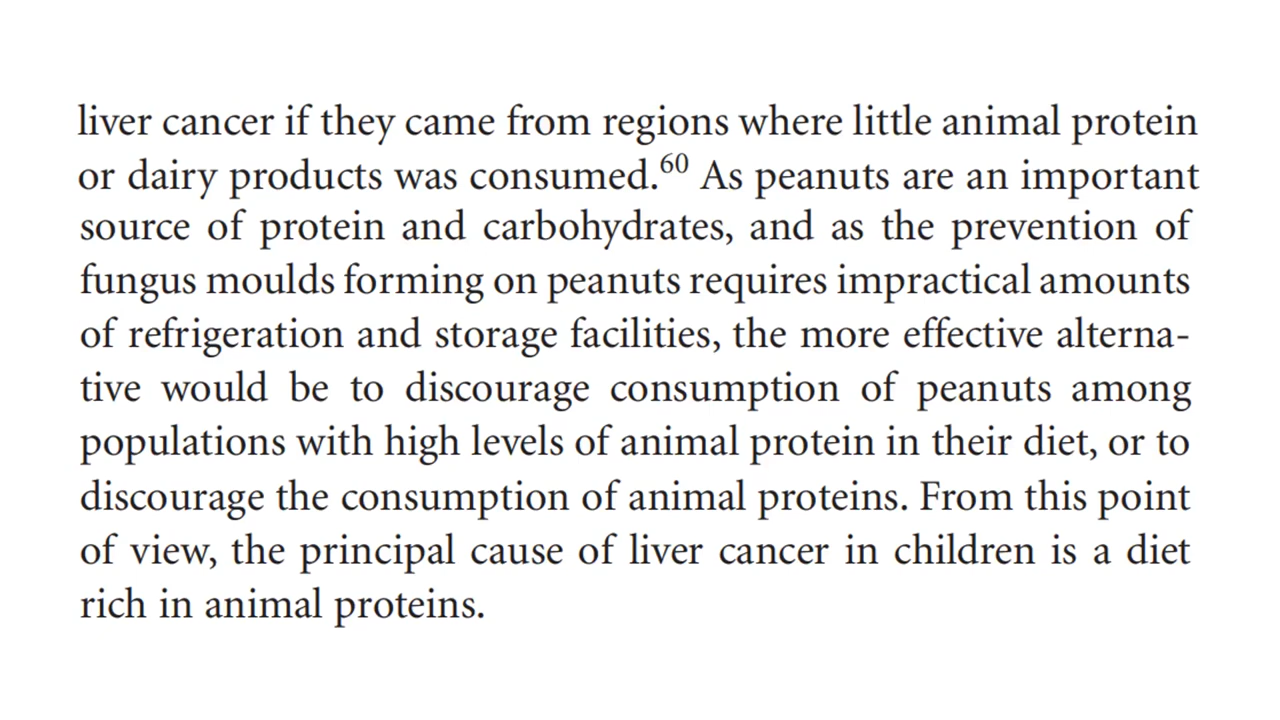 liver cancer if they came from regions where little animal protein
or dairy products was consumed.⁶⁰ As peanuts are an important
source of protein and carbohydrates, and as the prevention of
fungus moulds forming on peanuts requires impractical amounts
of refrigeration and storage facilities, the more effective alterna-
tive would be to discourage consumption of peanuts among
populations with high levels of animal protein in their diet, or to
discourage the consumption of animal proteins. From this point
of view, the principal cause of liver cancer in children is a diet
rich in animal proteins.